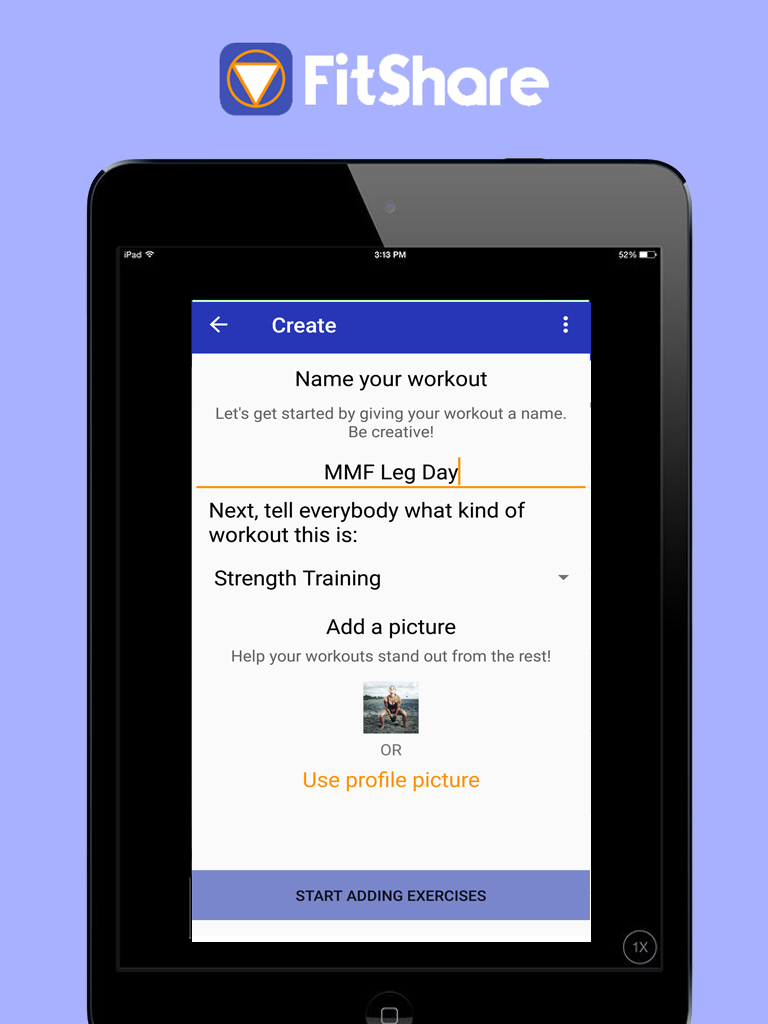 FitShare
iPad
3:13 PM
52%
Create
Name your workout
Let's get started by giving your workout a name.
Be creative!
MMF Leg Day
Next, tell everybody what kind of
workout this is:
Strength Training
Add a picture
Help your workouts stand out from the rest!
OR
Use profile picture
START ADDING EXERCISES
1X